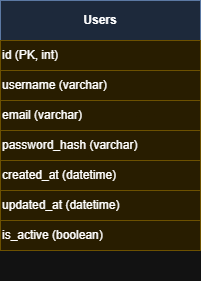 Users
id (PK, int)
username (varchar)
email (varchar)
password_hash (varchar)
created_at (datetime)
updated_at (datetime)
is_active (boolean)